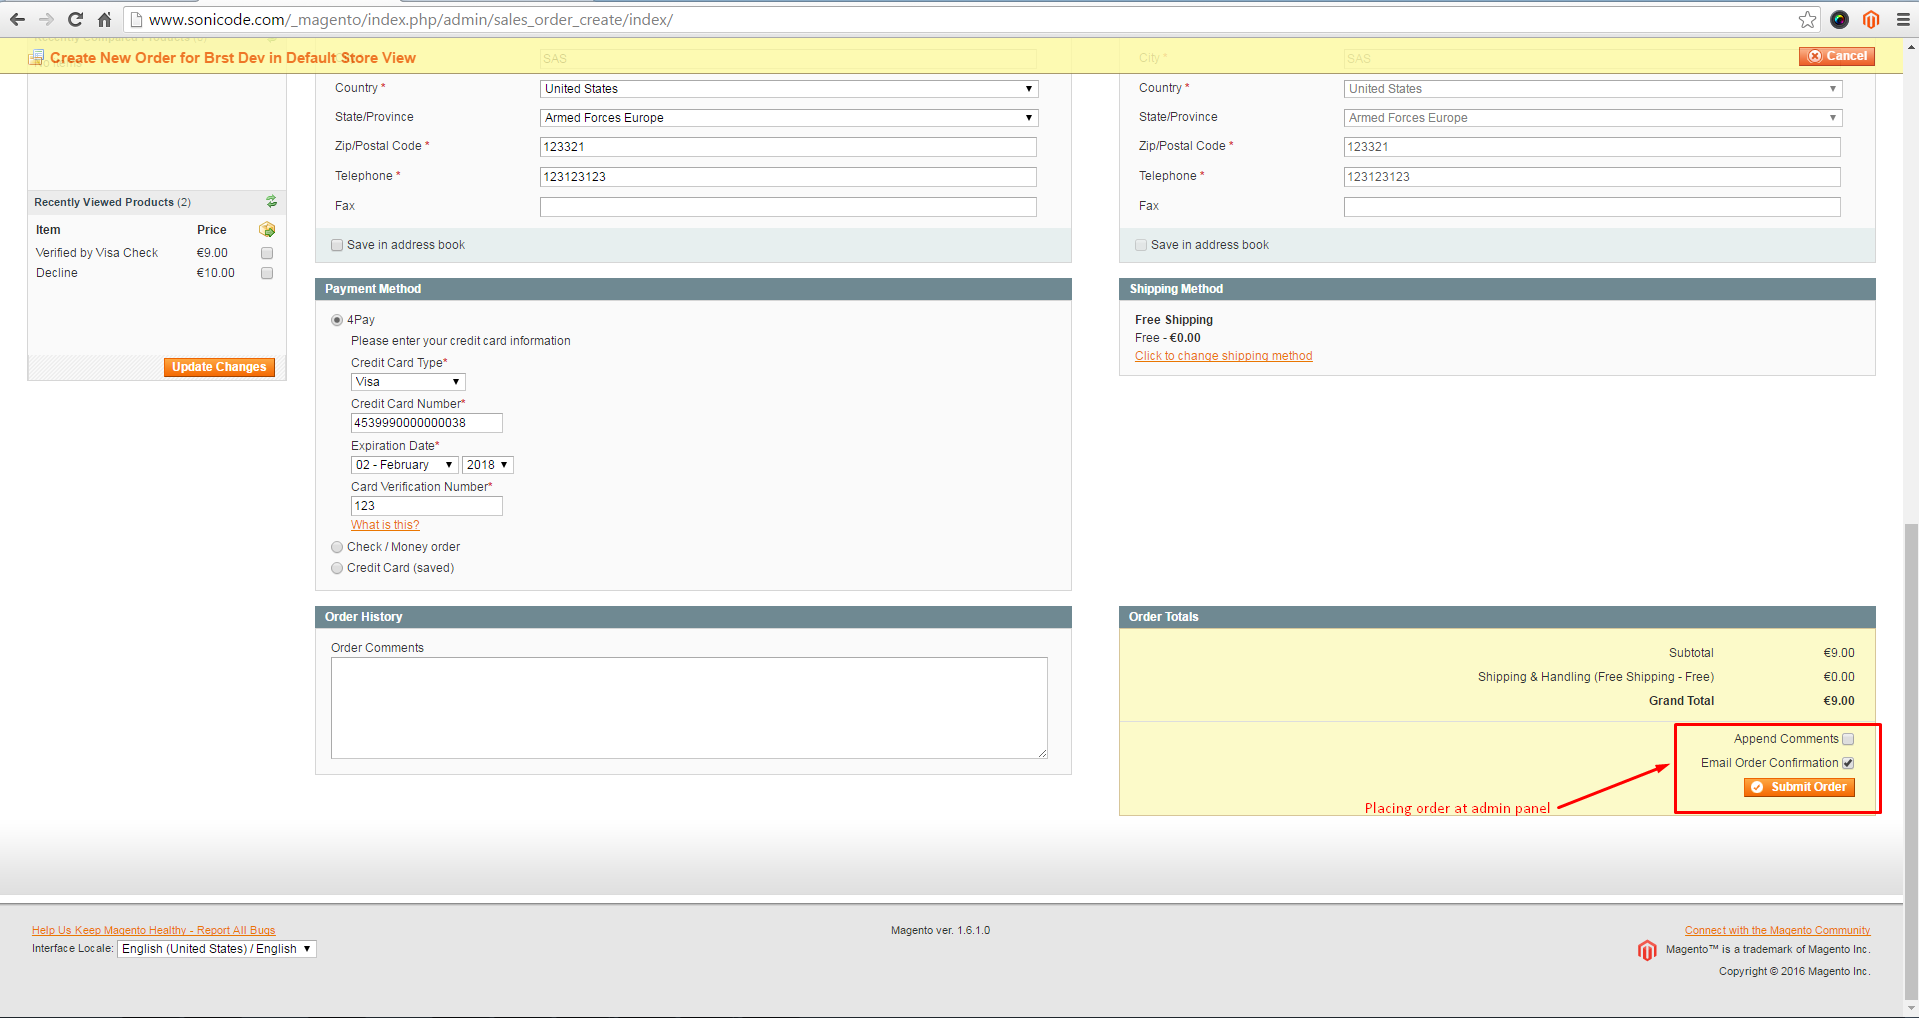 www.sonicode.com/_magento/index.php/admin/sales_order_create/index/
Create New Order for Brst Dev in Default Store View
Cancel
SAS
City *
SAS
Country *
United States
State/Province
Armed Forces Europe
Zip/Postal Code *
123321
Telephone *
123123123
Fax
Save in address book
Country *
United States
State/Province
Armed Forces Europe
Zip/Postal Code *
123321
Telephone *
123123123
Fax
Save in address book
Recently Viewed Products (2)
Item Price
Verified by Visa Check €9.00
Decline €10.00
Update Changes
Payment Method
4Pay
Please enter your credit card information
Credit Card Type*
Visa
Credit Card Number*
4539990000000038
Expiration Date*
02 - February 2018
Card Verification Number*
123
What is this?
Check / Money order
Credit Card (saved)
Shipping Method
Free Shipping
Free - €0.00
Click to change shipping method
Order History
Order Comments
Order Totals
Subtotal €9.00
Shipping & Handling (Free Shipping - Free) €0.00
Grand Total €9.00
Append Comments
Email Order Confirmation
Submit Order
Placing order at admin panel
Help Us Keep Magento Healthy - Report All Bugs
Interface Locale: English (United States) / English
Magento ver. 1.6.1.0
Connect with the Magento Community
Magento™ is a trademark of Magento Inc.
Copyright © 2016 Magento Inc.